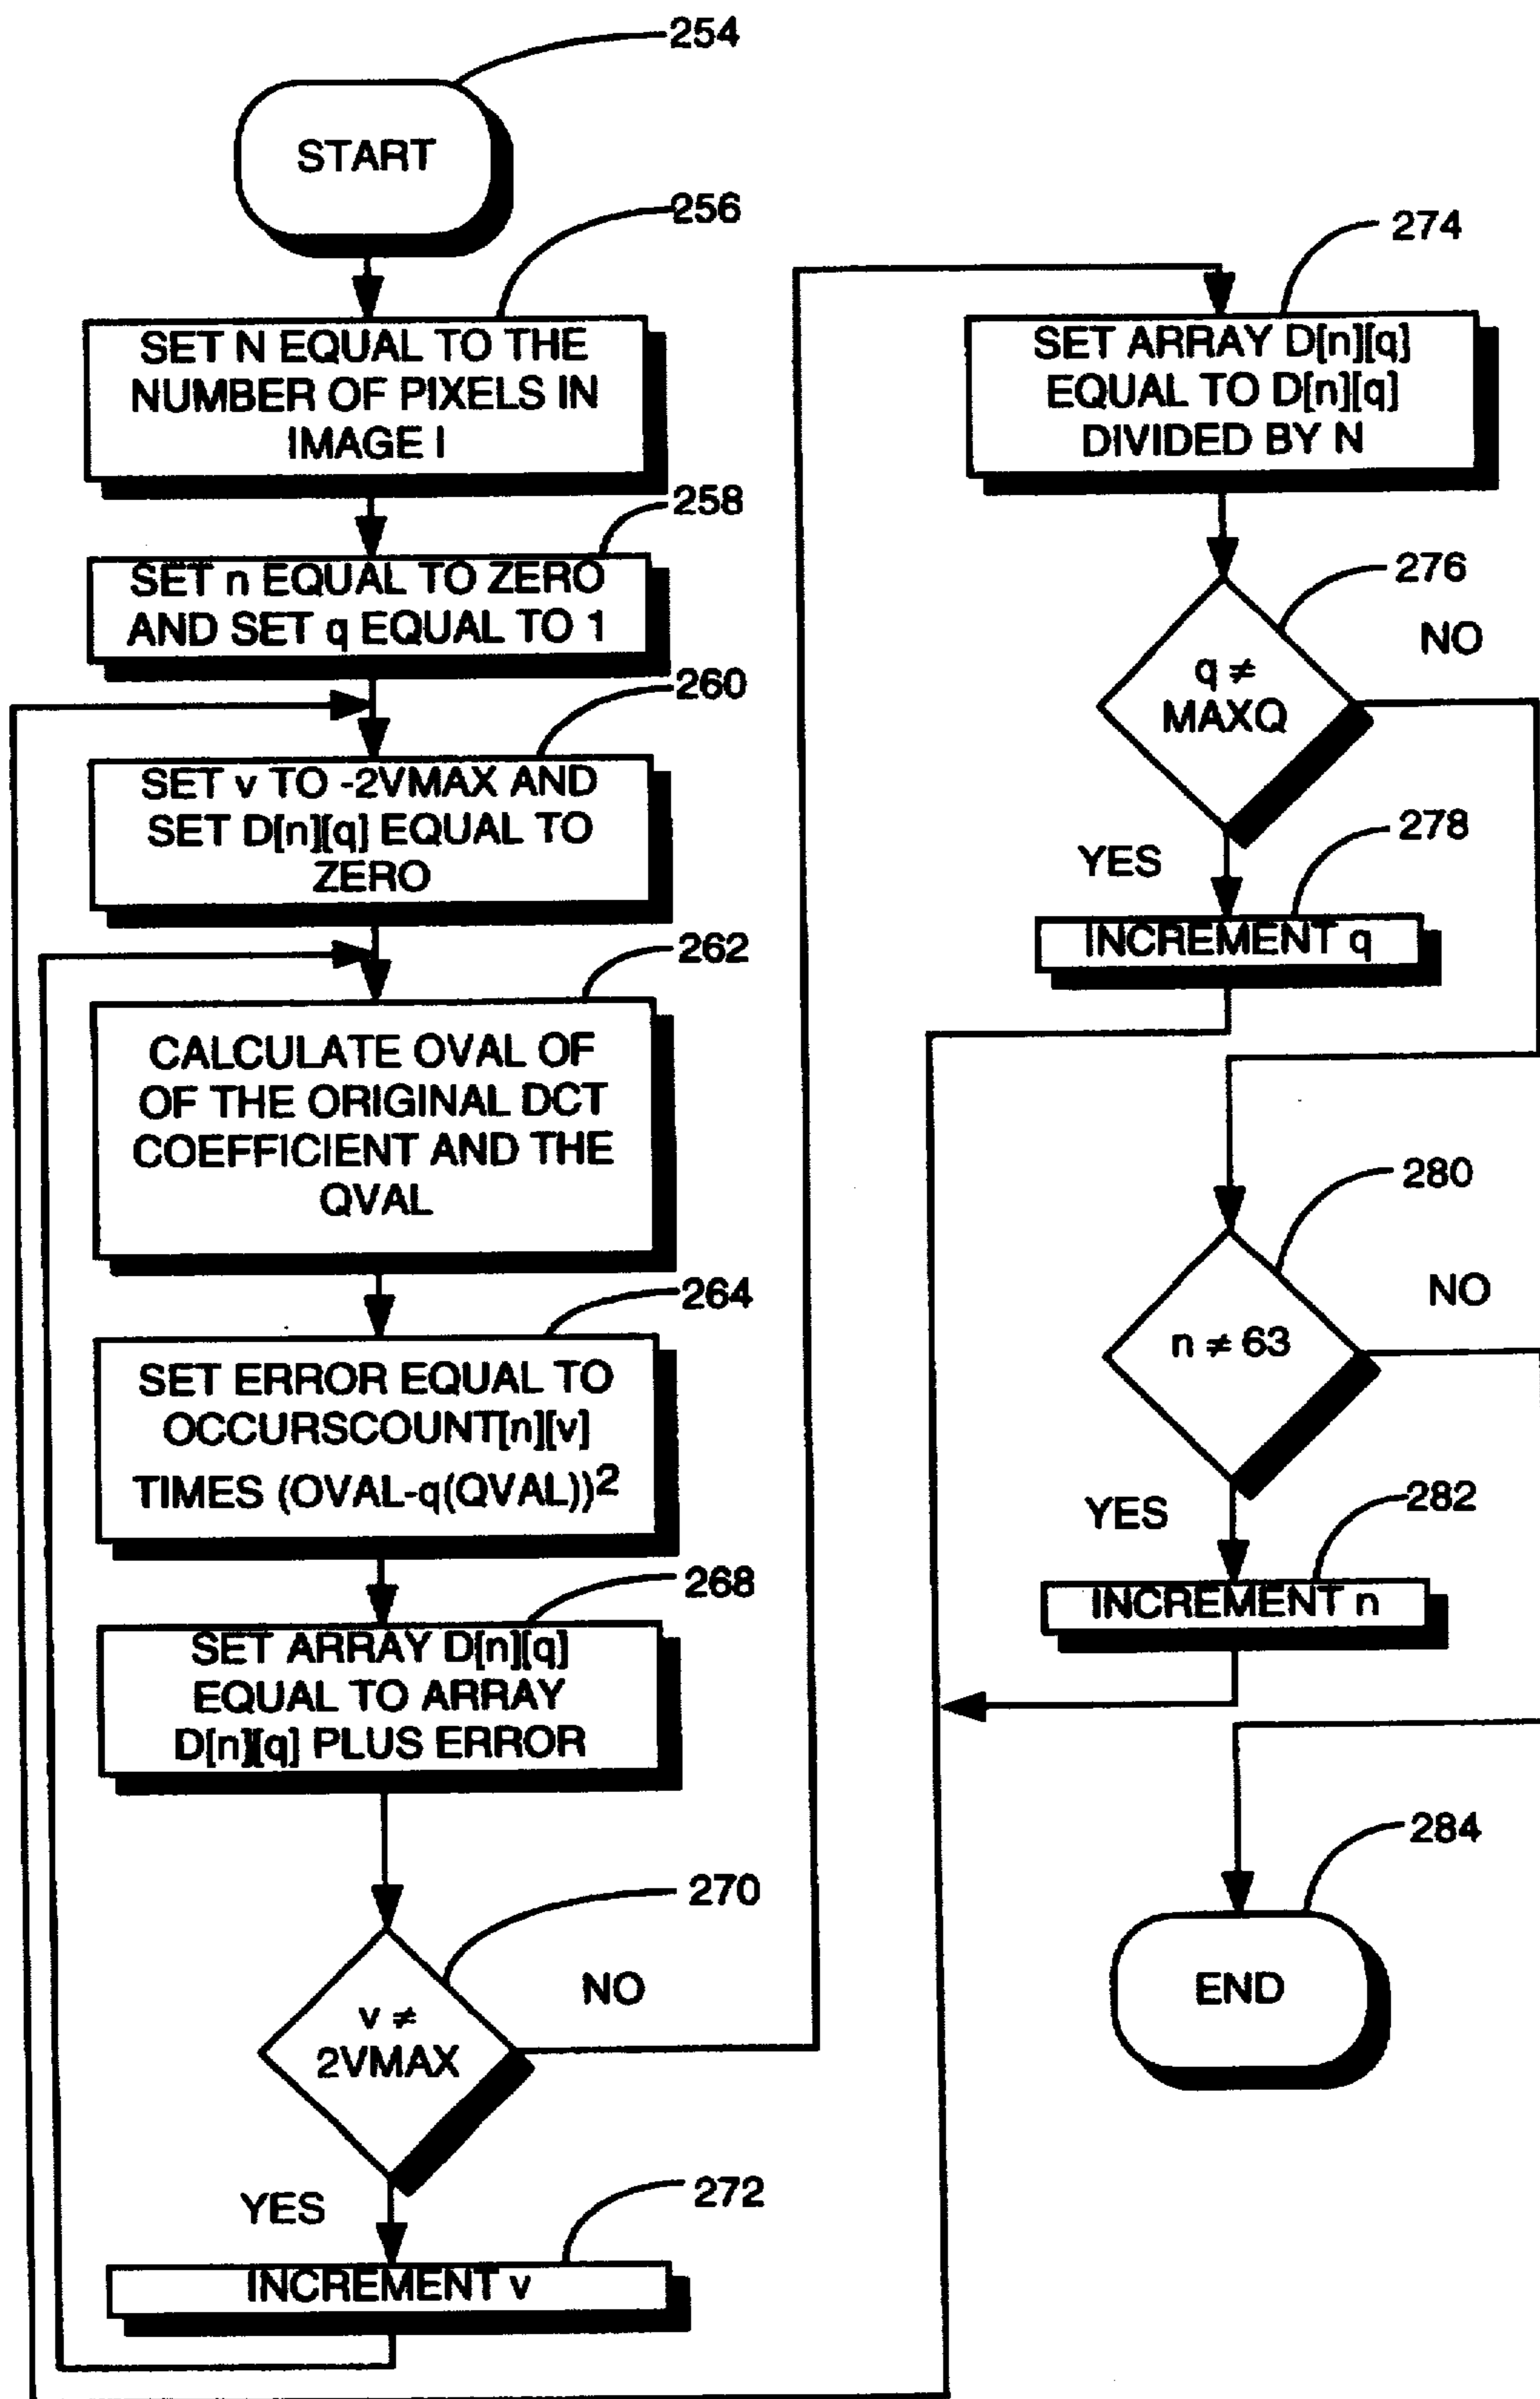 254
START
256
SET N EQUAL TO THE
NUMBER OF PIXELS IN
IMAGE I
258
SET n EQUAL TO ZERO
AND SET q EQUAL TO 1
260
SET v TO -2VMAX AND
SET D[n][q] EQUAL TO
ZERO
262
CALCULATE OVAL OF
OF THE ORIGINAL DCT
COEFFICIENT AND THE
QVAL
264
SET ERROR EQUAL TO
OCCURSCOUNT[n][v]
TIMES (OVAL-q(QVAL))2
268
SET ARRAY D[n][q]
EQUAL TO ARRAY
D[n][q] PLUS ERROR
270
v ≠
2VMAX
NO
YES
272
INCREMENT v
274
SET ARRAY D[n][q]
EQUAL TO D[n][q]
DIVIDED BY N
276
q ≠
MAXQ
NO
YES
278
INCREMENT q
280
n ≠ 63
NO
YES
282
INCREMENT n
284
END